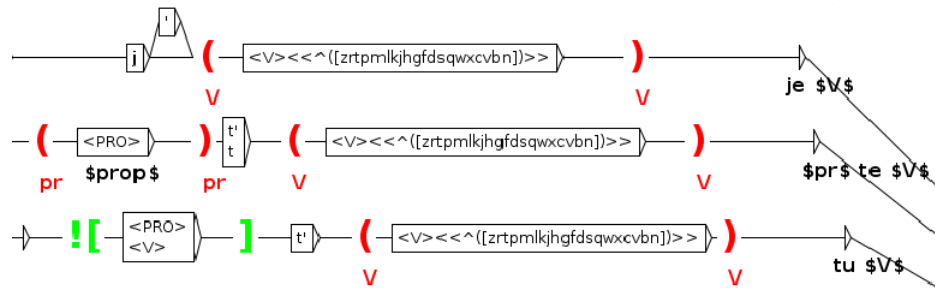 '
j ( <V><<^([zrtpmlkjhgfdsqwxcvbn])>> )
V V je $V$
( <PRO> ) t' ( <V><<^([zrtpmlkjhgfdsqwxcvbn])>> )
t
pr $prop$ pr V V $pr$ te $V$
![ <PRO> ] t' ( <V><<^([zrtpmlkjhgfdsqwxcvbn])>> )
<V>
V V tu $V$